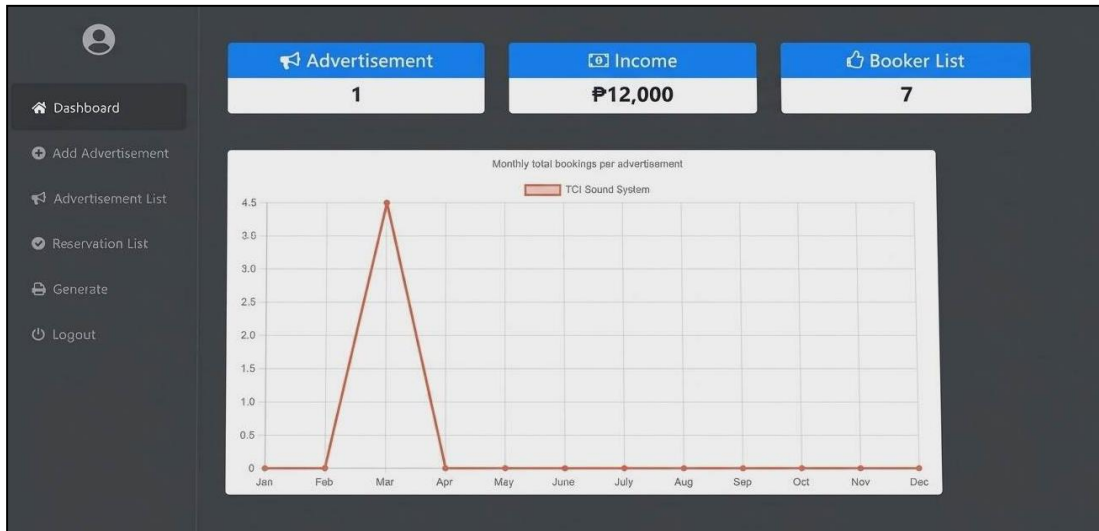 Advertisement
1
Income
₱12,000
Booker List
7
Dashboard
Add Advertisement
Advertisement List
Reservation List
Generate
Logout
Monthly total bookings per advertisement
TCI Sound System
4.5
3.6
3.0
2.5
2.0
1.5
1.0
0.5
0
Jan Feb Mar Apr May June July Aug Sep Oct Nov Dec